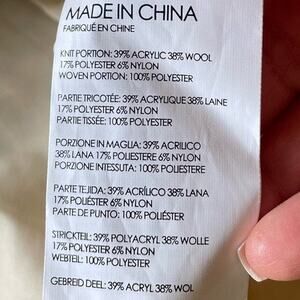 MADE IN CHINA
FABRIQUÉ EN CHINE
KNIT PORTION: 39% ACRYLIC 38% WOOL
17% POLYESTER 6% NYLON
WOVEN PORTION: 100% POLYESTER
PARTIE TRICOTÉE: 39% ACRYLIQUE 38% LAINE
17% POLYESTER 6% NYLON
PARTIE TISSÉE: 100% POLYESTER
PORZIONE IN MAGLIA: 39% ACRILICO
38% LANA 17% POLIESTERE 6% NYLON
PORZIONE INTESSUTA: 100% POLIESTERE
PARTE TEJIDA: 39% ACRÍLICO 38% LANA
17% POLIÉSTER 6% NYLON
PARTE DE PUNTO: 100% POLIÉSTER
STRICKTEIL: 39% POLYACRYL 38% WOLLE
17% POLYESTER 6% NYLON
WEBTEIL: 100% POLYESTER
GEBREID DEEL: 39% ACRYL 38% WOL